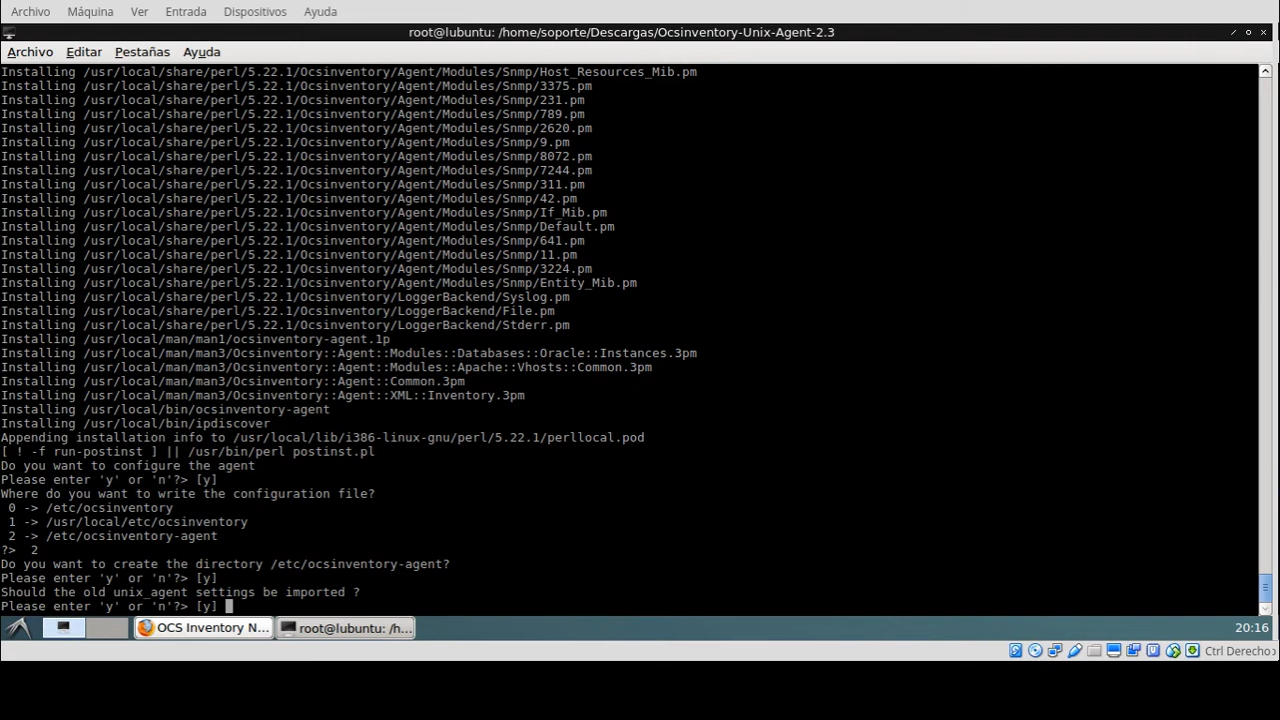 Archivo Máquina Ver Entrada Dispositivos Ayuda
root@lubuntu: /home/soporte/Descargas/Ocsinventory-Unix-Agent-2.3
Archivo Editar Pestañas Ayuda
Installing /usr/local/share/perl/5.22.1/Ocsinventory/Agent/Modules/Snmp/Host_Resources_Mib.pm
Installing /usr/local/share/perl/5.22.1/Ocsinventory/Agent/Modules/Snmp/3375.pm
Installing /usr/local/share/perl/5.22.1/Ocsinventory/Agent/Modules/Snmp/231.pm
Installing /usr/local/share/perl/5.22.1/Ocsinventory/Agent/Modules/Snmp/789.pm
Installing /usr/local/share/perl/5.22.1/Ocsinventory/Agent/Modules/Snmp/2620.pm
Installing /usr/local/share/perl/5.22.1/Ocsinventory/Agent/Modules/Snmp/9.pm
Installing /usr/local/share/perl/5.22.1/Ocsinventory/Agent/Modules/Snmp/8072.pm
Installing /usr/local/share/perl/5.22.1/Ocsinventory/Agent/Modules/Snmp/7244.pm
Installing /usr/local/share/perl/5.22.1/Ocsinventory/Agent/Modules/Snmp/311.pm
Installing /usr/local/share/perl/5.22.1/Ocsinventory/Agent/Modules/Snmp/42.pm
Installing /usr/local/share/perl/5.22.1/Ocsinventory/Agent/Modules/Snmp/If_Mib.pm
Installing /usr/local/share/perl/5.22.1/Ocsinventory/Agent/Modules/Snmp/Default.pm
Installing /usr/local/share/perl/5.22.1/Ocsinventory/Agent/Modules/Snmp/641.pm
Installing /usr/local/share/perl/5.22.1/Ocsinventory/Agent/Modules/Snmp/11.pm
Installing /usr/local/share/perl/5.22.1/Ocsinventory/Agent/Modules/Snmp/3224.pm
Installing /usr/local/share/perl/5.22.1/Ocsinventory/Agent/Modules/Snmp/Entity_Mib.pm
Installing /usr/local/share/perl/5.22.1/Ocsinventory/LoggerBackend/Syslog.pm
Installing /usr/local/share/perl/5.22.1/Ocsinventory/LoggerBackend/File.pm
Installing /usr/local/share/perl/5.22.1/Ocsinventory/LoggerBackend/Stderr.pm
Installing /usr/local/man/man1/ocsinventory-agent.1p
Installing /usr/local/man/man3/Ocsinventory::Agent::Modules::Databases::Oracle::Instances.3pm
Installing /usr/local/man/man3/Ocsinventory::Agent::Modules::Apache::Vhosts::Common.3pm
Installing /usr/local/man/man3/Ocsinventory::Agent::Common.3pm
Installing /usr/local/man/man3/Ocsinventory::Agent::XML::Inventory.3pm
Installing /usr/local/bin/ocsinventory-agent
Installing /usr/local/bin/ipdiscover
Appending installation info to /usr/local/lib/i386-linux-gnu/perl/5.22.1/perllocal.pod
[ ! -f run-postinst ] || /usr/bin/perl postinst.pl
Do you want to configure the agent
Please enter 'y' or 'n'?> [y]
Where do you want to write the configuration file?
0 -> /etc/ocsinventory
1 -> /usr/local/etc/ocsinventory
2 -> /etc/ocsinventory-agent
?> 2
Do you want to create the directory /etc/ocsinventory-agent?
Please enter 'y' or 'n'?> [y]
Should the old unix_agent settings be imported ?
Please enter 'y' or 'n'?> [y]
OCS Inventory N... root@lubuntu: /h... 20:16
Ctrl Derecho